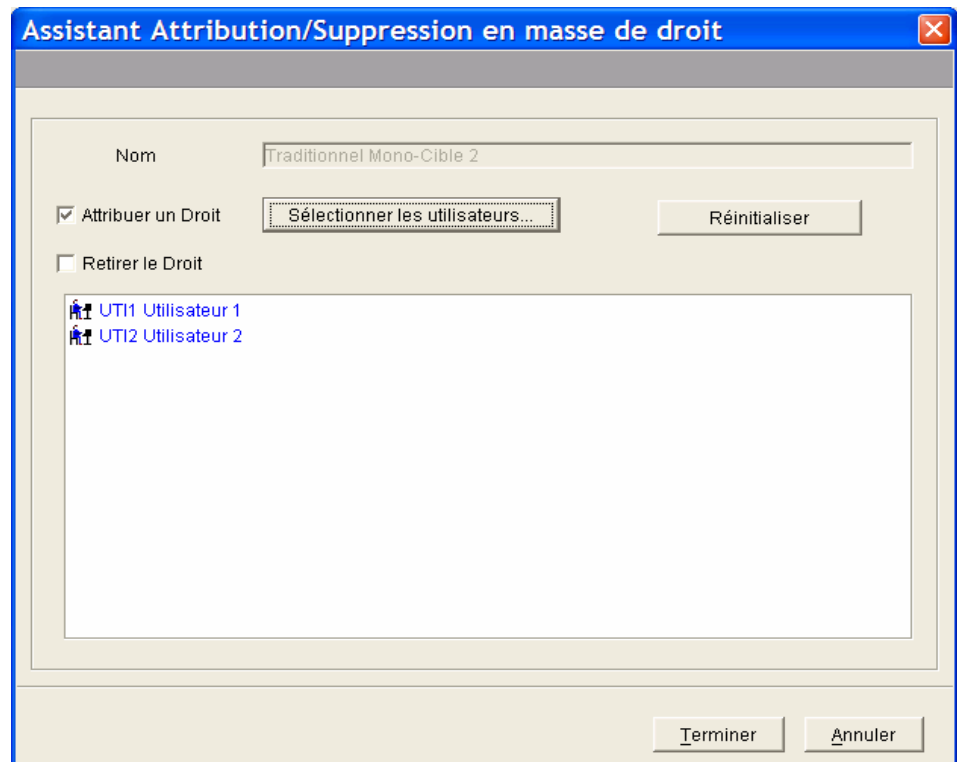 Assistant Attribution/Suppression en masse de droit
Nom Traditionnel Mono-Cible 2
Attribuer un Droit Sélectionner les utilisateurs... Réinitialiser
Retirer le Droit
UTI1 Utilisateur 1
UTI2 Utilisateur 2
Terminer Annuler